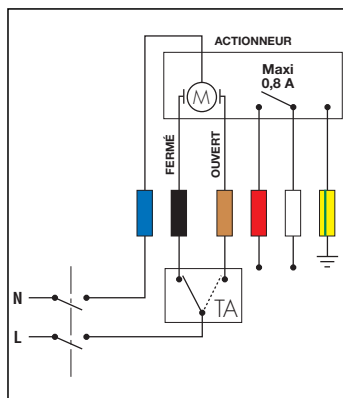 ACTIONNEUR
Maxi
0,8 A
M
FERMÉ
OUVERT
N
L
TA